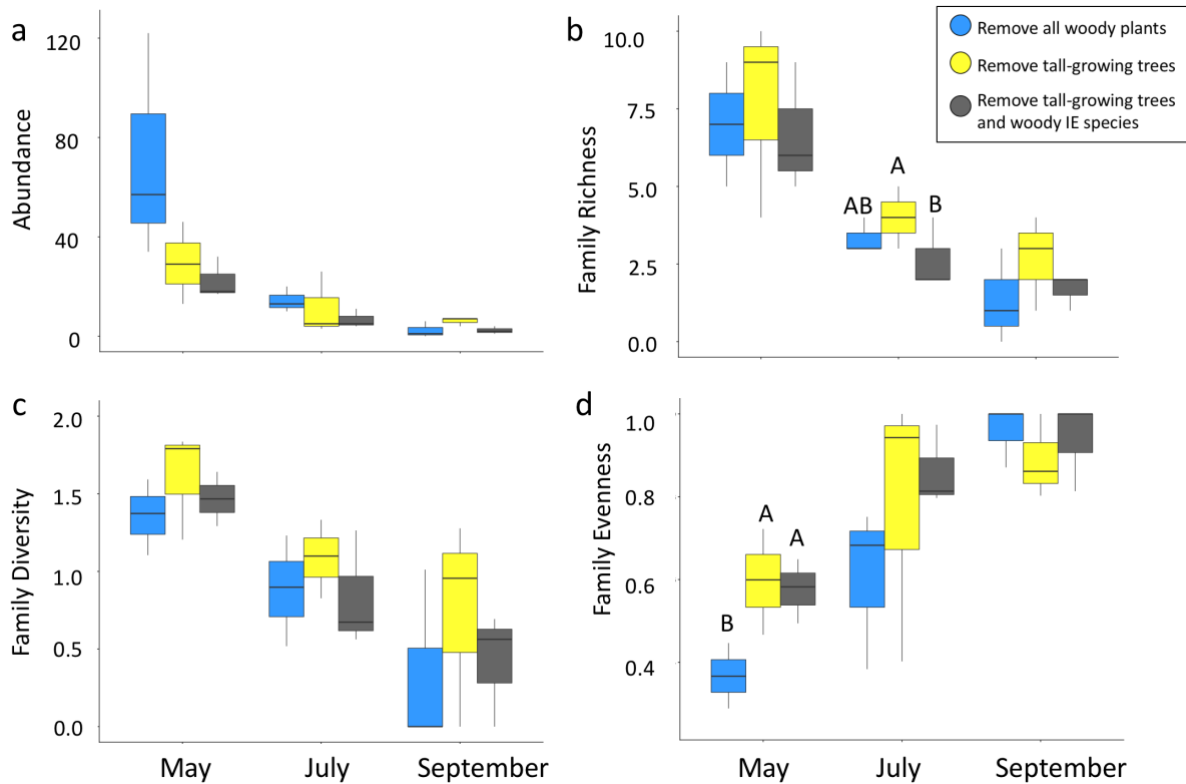 a
Abundance
120
80
40
0
b
Family Richness
10.0
7.5
5.0
2.5
0.0
AB
A
B
Remove all woody plants
Remove tall-growing trees
Remove tall-growing trees
and woody IE species
c
Family Diversity
2.0
1.5
1.0
0.5
0.0
May
July
September
d
Family Evenness
1.0
0.8
0.6
0.4
B
A
A
May
July
September